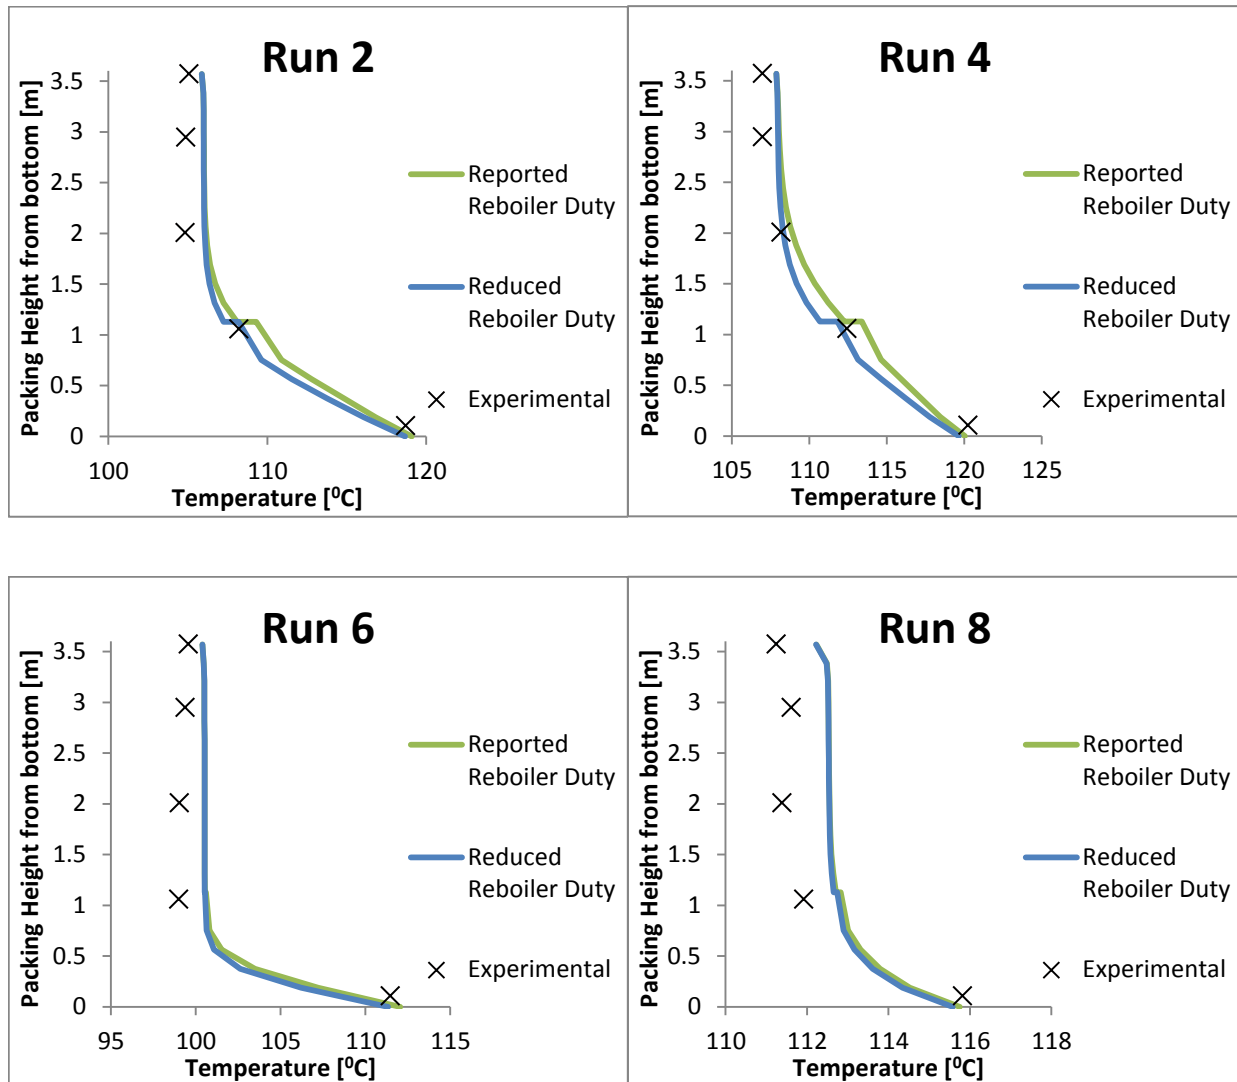 Run 2
Packing Height from bottom [m]
3.5
3
2.5
2
1.5
1
0.5
0
100
110
120
Temperature [⁰C]
Reported
Reboiler Duty
Reduced
Reboiler Duty
Experimental
Run 4
Packing Height from bottom [m]
3.5
3
2.5
2
1.5
1
0.5
0
105
110
115
120
125
Temperature [⁰C]
Reported
Reboiler Duty
Reduced
Reboiler Duty
Experimental
Run 6
Packing Height from bottom [m]
3.5
3
2.5
2
1.5
1
0.5
0
95
100
105
110
115
Temperature [⁰C]
Reported
Reboiler Duty
Reduced
Reboiler Duty
Experimental
Run 8
Packing Height from bottom [m]
3.5
3
2.5
2
1.5
1
0.5
0
110
112
114
116
118
Temperature [⁰C]
Reported
Reboiler Duty
Reduced
Reboiler Duty
Experimental